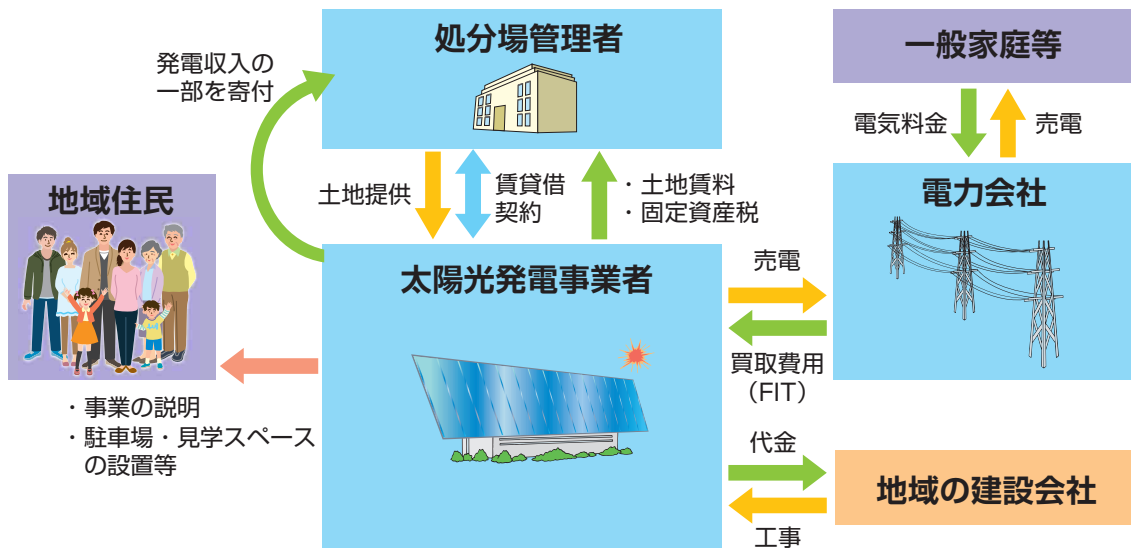 処分場管理者
一般家庭等
発電収入の
一部を寄付
電気料金
売電
地域住民
土地提供
賃貸借
契約
・土地賃料
・固定資産税
電力会社
太陽光発電事業者
売電
買取費用
（FIT）
・事業の説明
・駐車場・見学スペース
の設置等
代金
地域の建設会社
工事